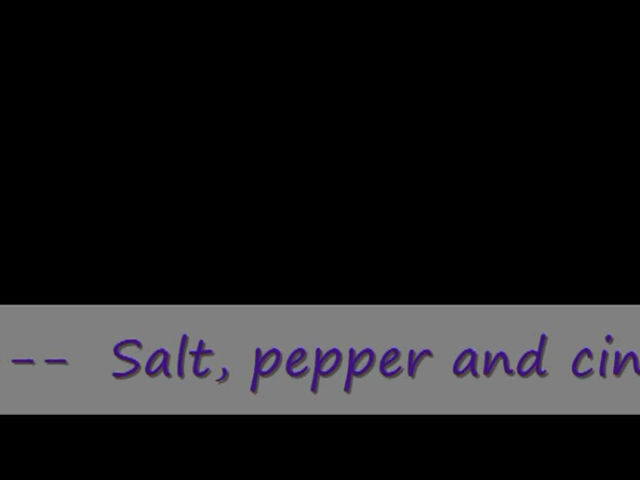 -- Salt, pepper and cin